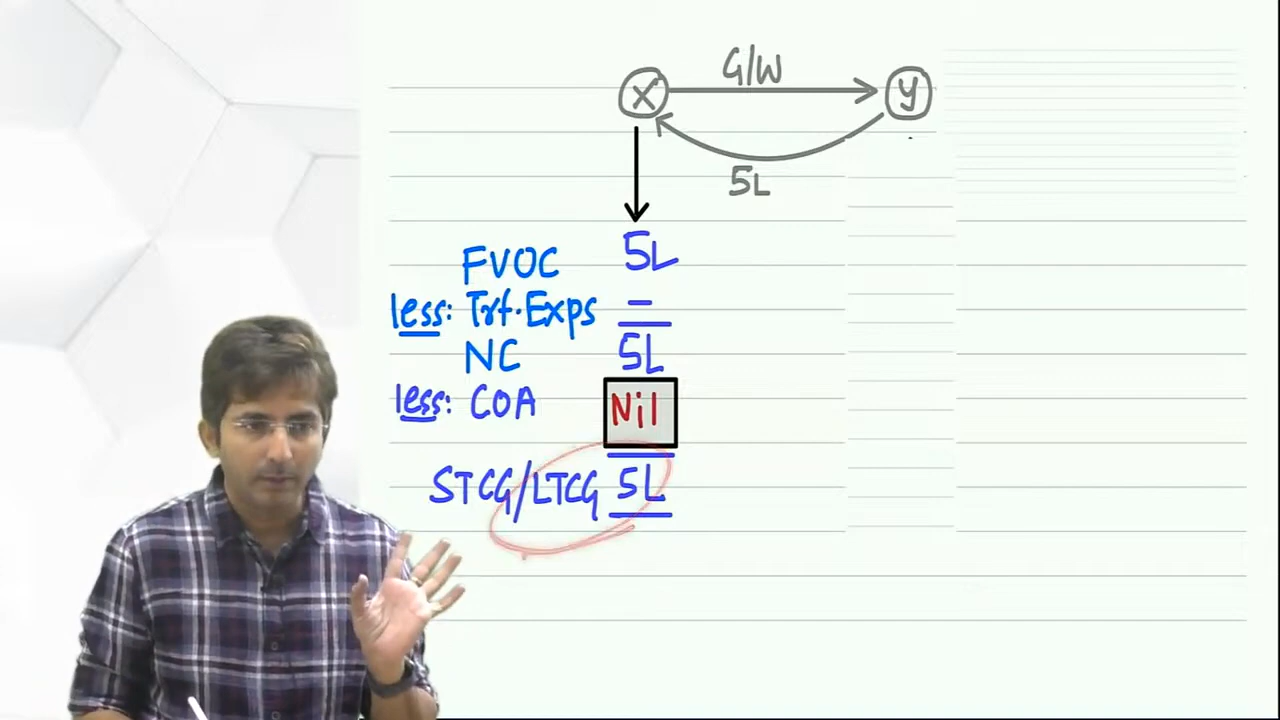 G/W
X
Y
5L
FVOC 5L
less: Trf. Exps –
NC 5L
less: COA Nil
STCG/LTCG 5L